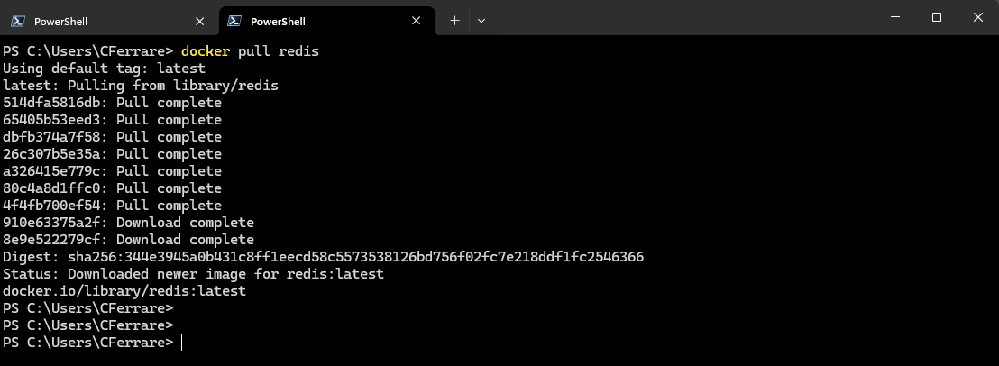 PowerShell
PowerShell
PS C:\Users\CFerrare> docker pull redis
Using default tag: latest
latest: Pulling from library/redis
514dfa5816db: Pull complete
65405b53eed3: Pull complete
dbfb374a7f58: Pull complete
26c307b5e35a: Pull complete
a326415e779c: Pull complete
80c4a8d1ffc0: Pull complete
4f4fb700ef54: Pull complete
910e63375a2f: Download complete
8e9e522279cf: Download complete
Digest: sha256:344e3945a0b431c8ff1eecd58c5573538126bd756f02fc7e218ddf1fc2546366
Status: Downloaded newer image for redis:latest
docker.io/library/redis:latest
PS C:\Users\CFerrare>
PS C:\Users\CFerrare>
PS C:\Users\CFerrare>